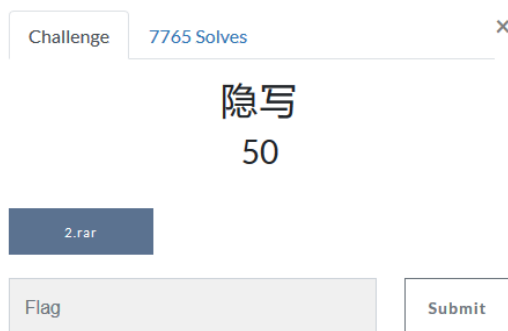 Challenge 7765 Solves ×
隐写
50
2.rar
Flag Submit